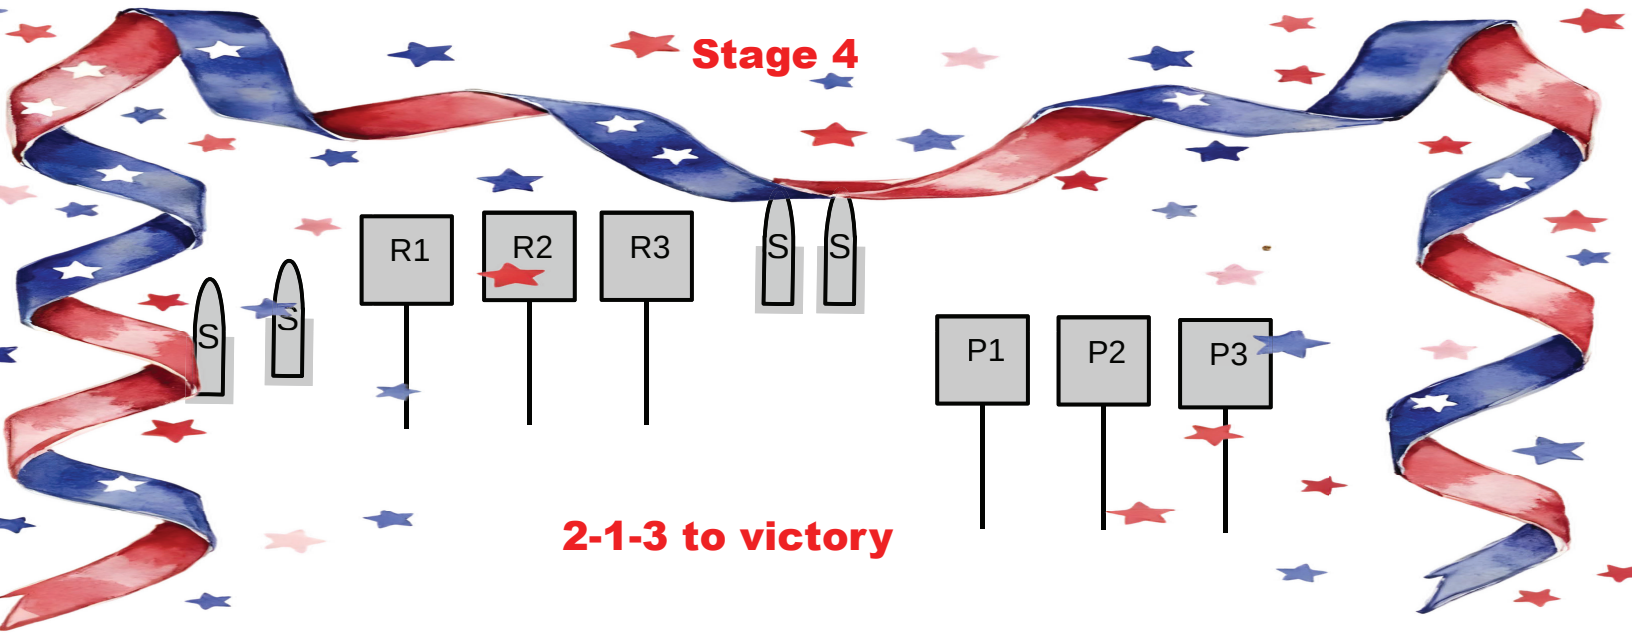 Stage 4
R1 R2 R3 S S
S S
P1 P2 P3
2-1-3 to victory